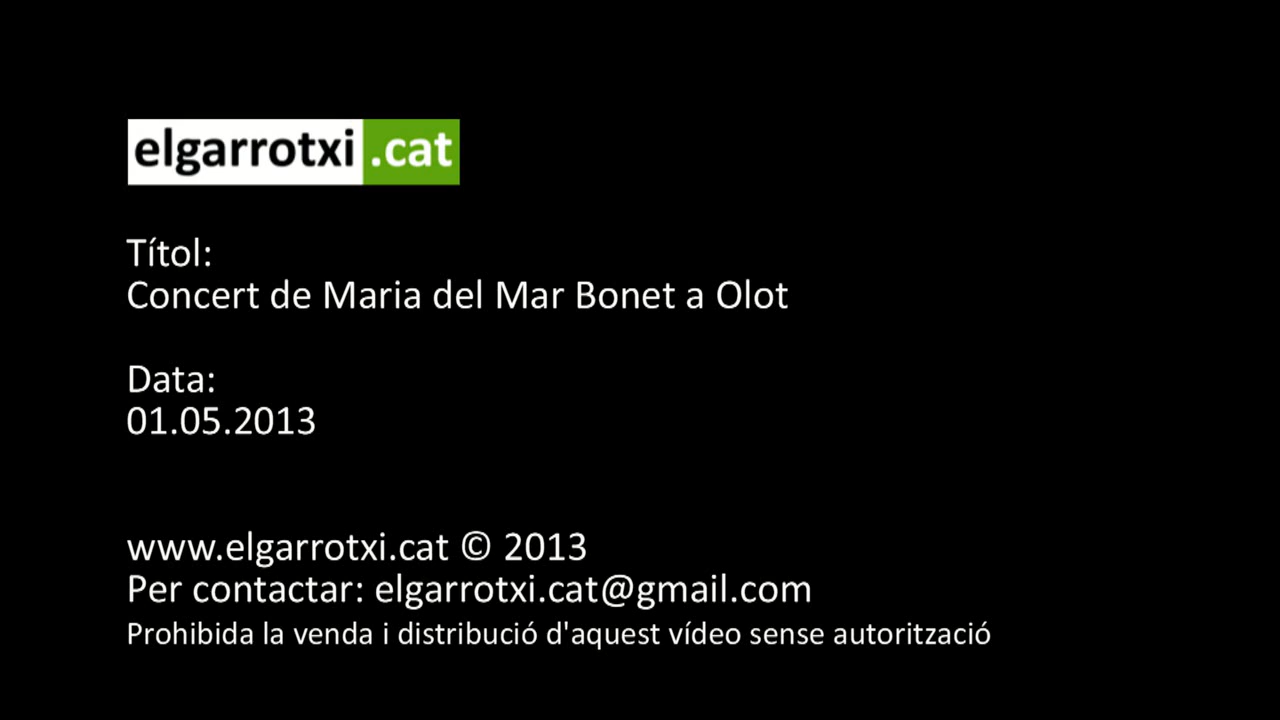 elgarrotxi.cat
Títol:
Concert de Maria del Mar Bonet a Olot
Data:
01.05.2013
www.elgarrotxi.cat © 2013
Per contactar: elgarrotxi.cat@gmail.com
Prohibida la venda i distribució d'aquest vídeo sense autorització